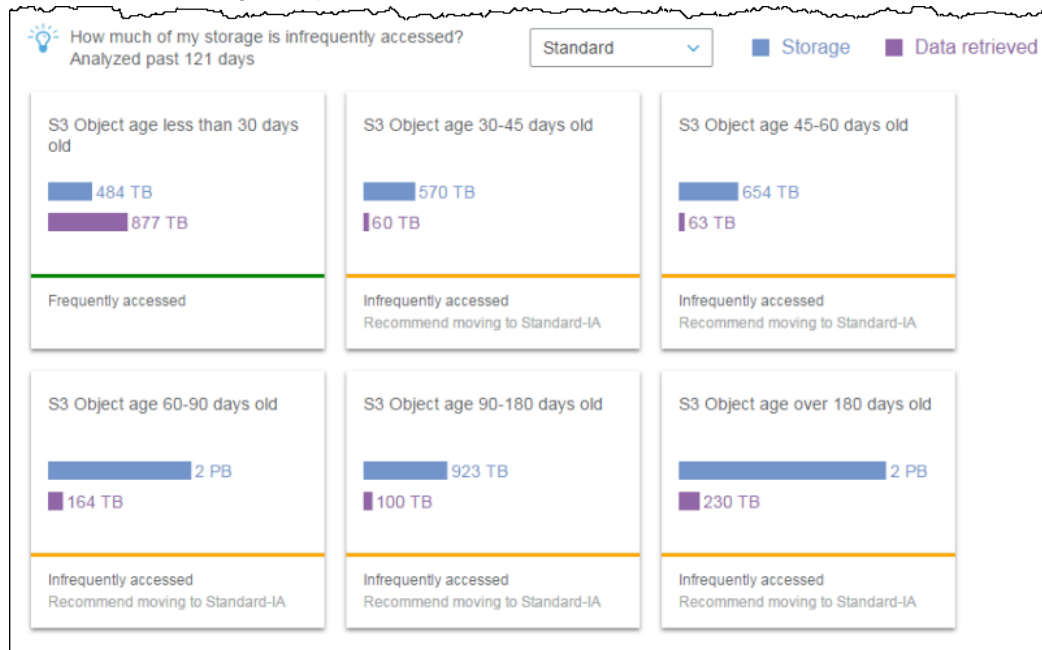 How much of my storage is infrequently accessed?
Analyzed past 121 days
Standard
Storage
Data retrieved
S3 Object age less than 30 days
old
484 TB
877 TB
Frequently accessed
S3 Object age 30-45 days old
570 TB
60 TB
Infrequently accessed
Recommend moving to Standard-IA
S3 Object age 45-60 days old
654 TB
63 TB
Infrequently accessed
Recommend moving to Standard-IA
S3 Object age 60-90 days old
2 PB
164 TB
Infrequently accessed
Recommend moving to Standard-IA
S3 Object age 90-180 days old
923 TB
100 TB
Infrequently accessed
Recommend moving to Standard-IA
S3 Object age over 180 days old
2 PB
230 TB
Infrequently accessed
Recommend moving to Standard-IA